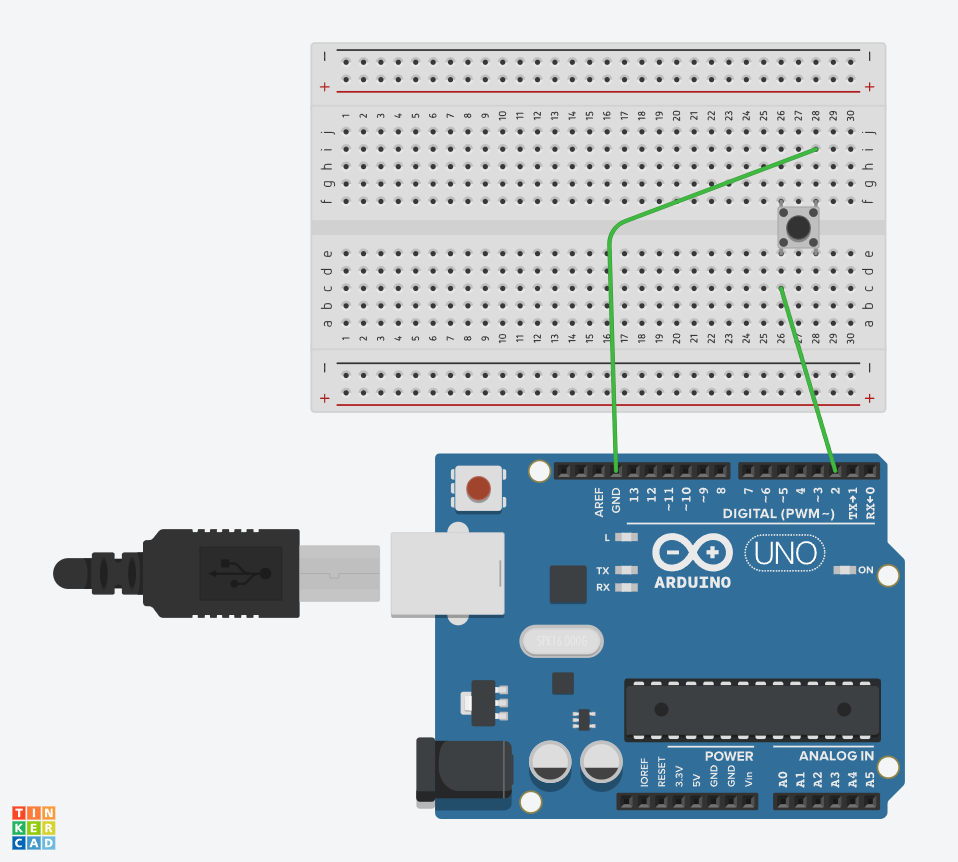 − −
+ +
1 2 3 4 5 6 7 8 9 10 11 12 13 14 15 16 17 18 19 20 21 22 23 24 25 26 27 28 29 30
j j
i i
h h
g g
f f
e e
d d
c c
b b
a a
1 2 3 4 5 6 7 8 9 10 11 12 13 14 15 16 17 18 19 20 21 22 23 24 25 26 27 28 29 30
− −
+ +
AREF GND 13 12 ~11 ~10 ~9 8 7 ~6 ~5 4 ~3 2 TX→1 RX←0
DIGITAL (PWM~)
L
TX
RX
ARDUINO
UNO
ON
SPK16.000G
POWER
ANALOG IN
IOREF RESET 3.3V 5V GND GND Vin A0 A1 A2 A3 A4 A5
TIN
KER
CAD